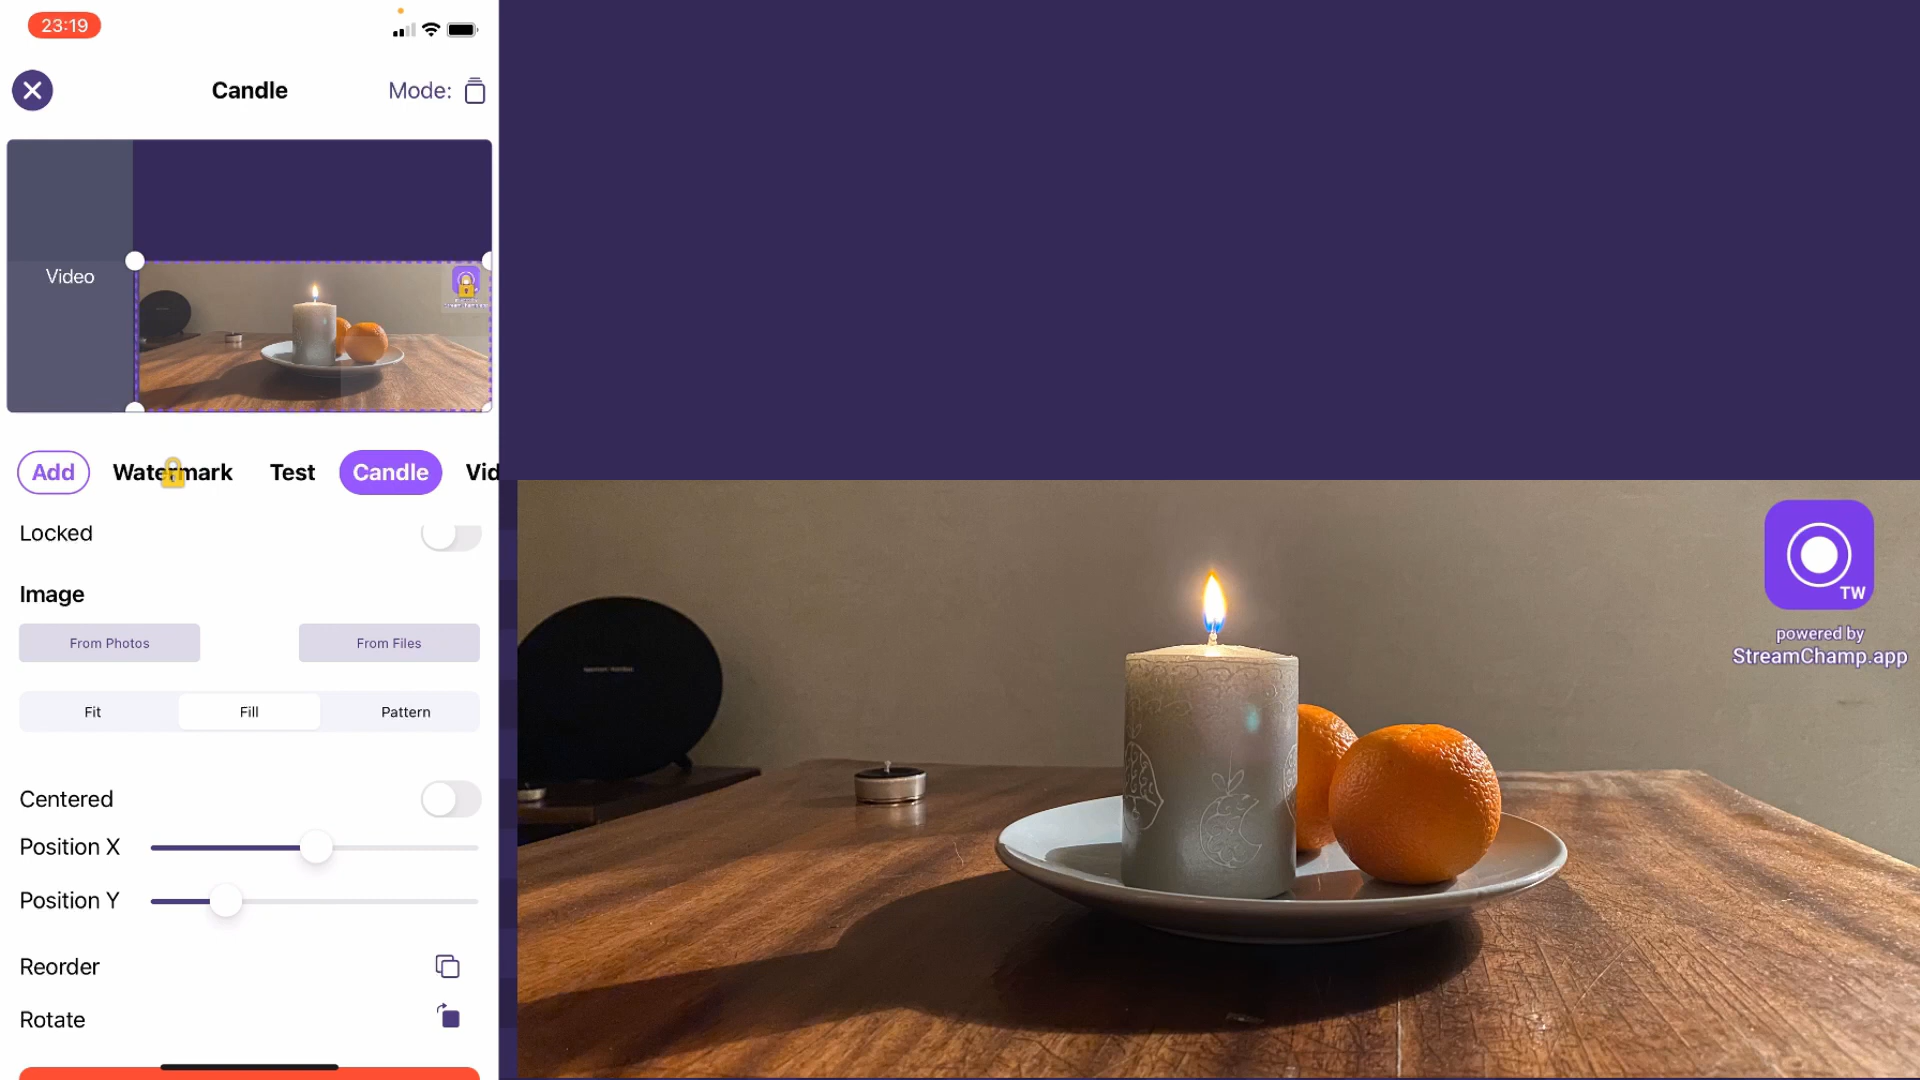 23:19
Candle
Mode:
Video
Add
Watermark
Test
Candle
Vid
Locked
Image
From Photos
From Files
Fit
Fill
Pattern
Centered
Position X
Position Y
Reorder
Rotate
TW
powered by
StreamChamp.app